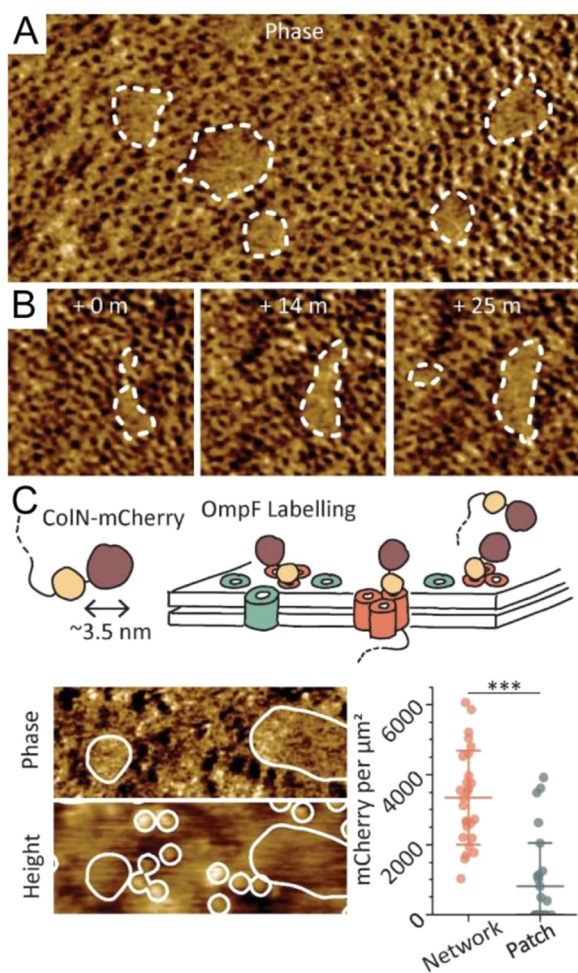 A
Phase
B
+ 0 m
+ 14 m
+ 25 m
C
ColN-mCherry
OmpF Labelling
~3.5 nm
Phase
Height
mCherry per µm²
***
6000
4000
2000
0
Network
Patch